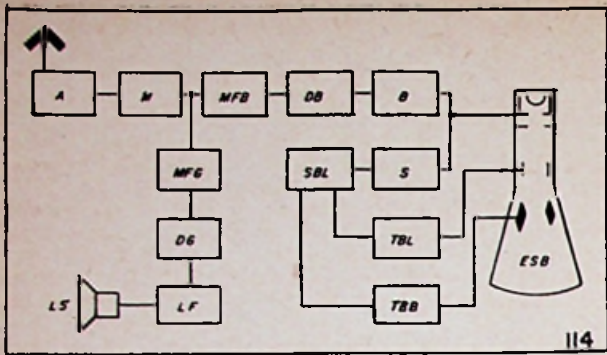 A M MFB DB B
MFG SBL S
DG TBL ESB
LS LF TBB
114